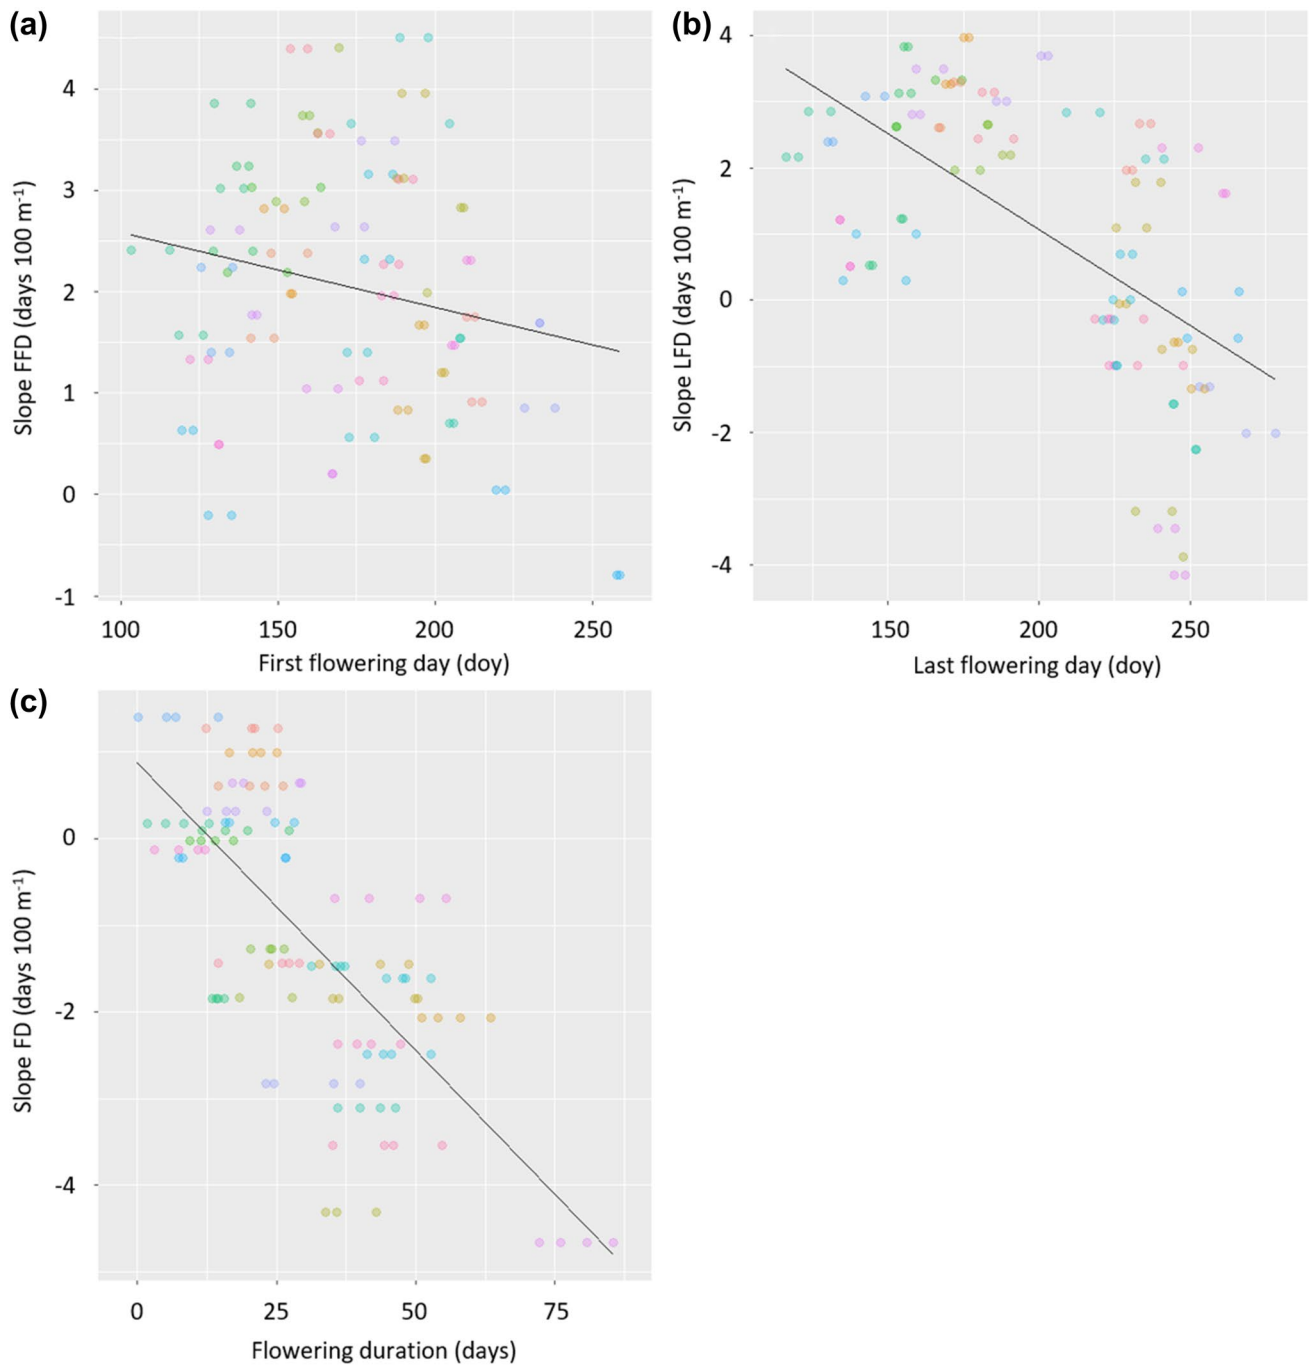 (a)
Slope FFD (days 100 m⁻¹)
4
3
2
1
0
-1
100 150 200 250
First flowering day (doy)
(b)
Slope LFD (days 100 m⁻¹)
4
2
0
-2
-4
150 200 250
Last flowering day (doy)
(c)
Slope FD (days 100 m⁻¹)
0
-2
-4
0 25 50 75
Flowering duration (days)